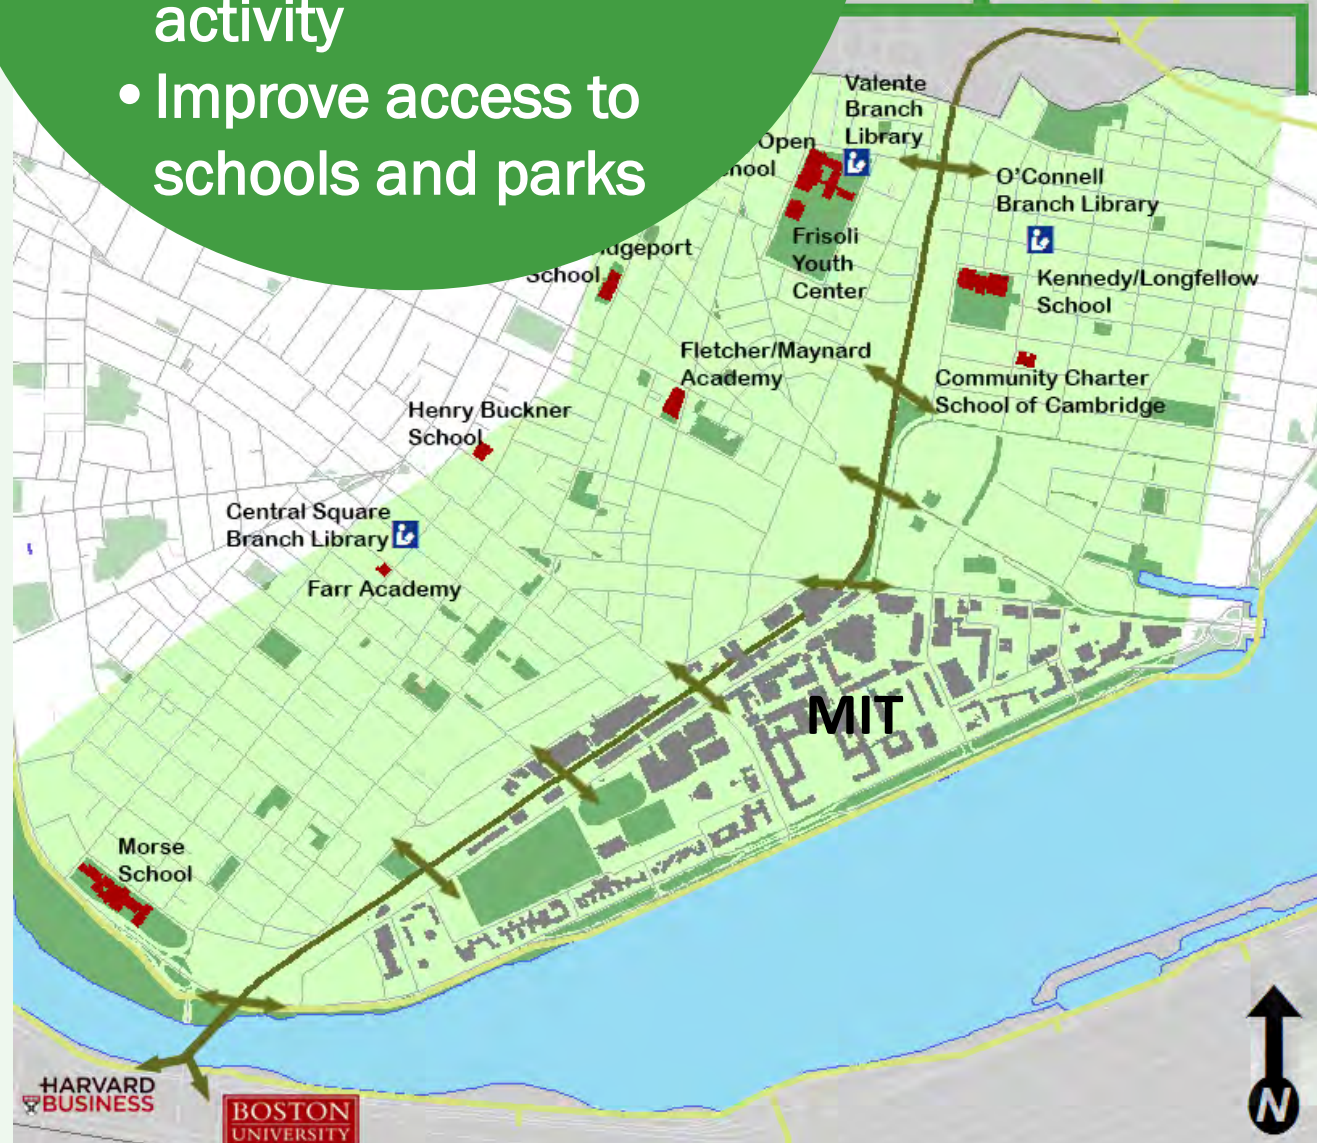 activity
• Improve access to
schools and parks
Valente
Branch
Library
Open
O'Connell
Branch Library
Frisoli
Youth
Center
School
Kennedy/Longfellow
School
Fletcher/Maynard
Academy
Community Charter
School of Cambridge
Henry Buckner
School
Central Square
Branch Library
Farr Academy
MIT
Morse
School
HARVARD
BUSINESS
BOSTON
UNIVERSITY
N